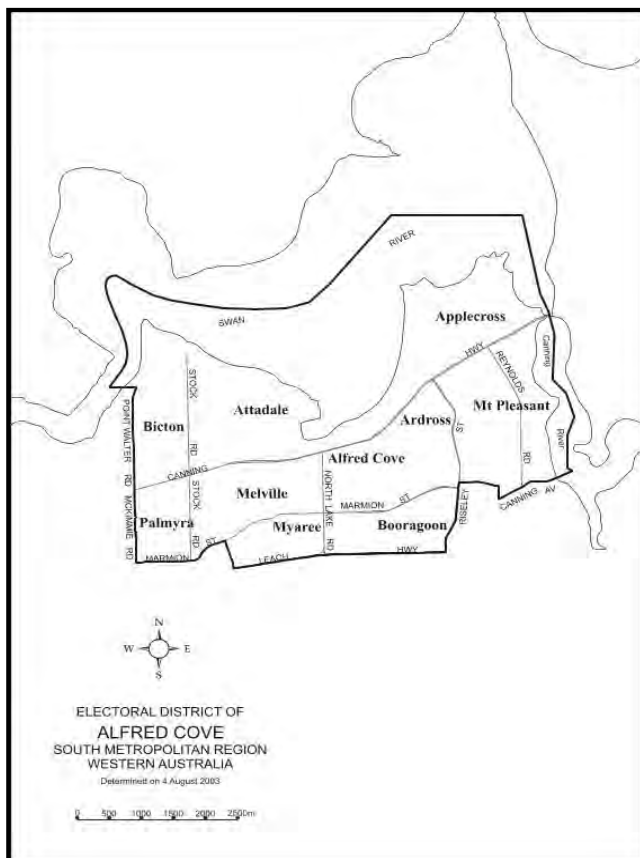 RIVER
SWAN
Applecross
HWY
REYNOLDS
Canning
STOCK
POINT WALTER RD
Attadale
Ardross
Mt Pleasant
Bicton
RD
ST
River
CANNING
Alfred Cove
RD
STOCK
Melville
NORTH LAKE RD
MARMION
ST
RISELEY
CANNING AV
MCKIMMIE RD
Palmyra
RD
Myaree
Booragoon
MARMION
ST
LEACH
HWY
N
W
E
S
ELECTORAL DISTRICT OF
ALFRED COVE
SOUTH METROPOLITAN REGION
WESTERN AUSTRALIA
Determined on 4 August 2003
0 500 1000 1500 2000 2500m